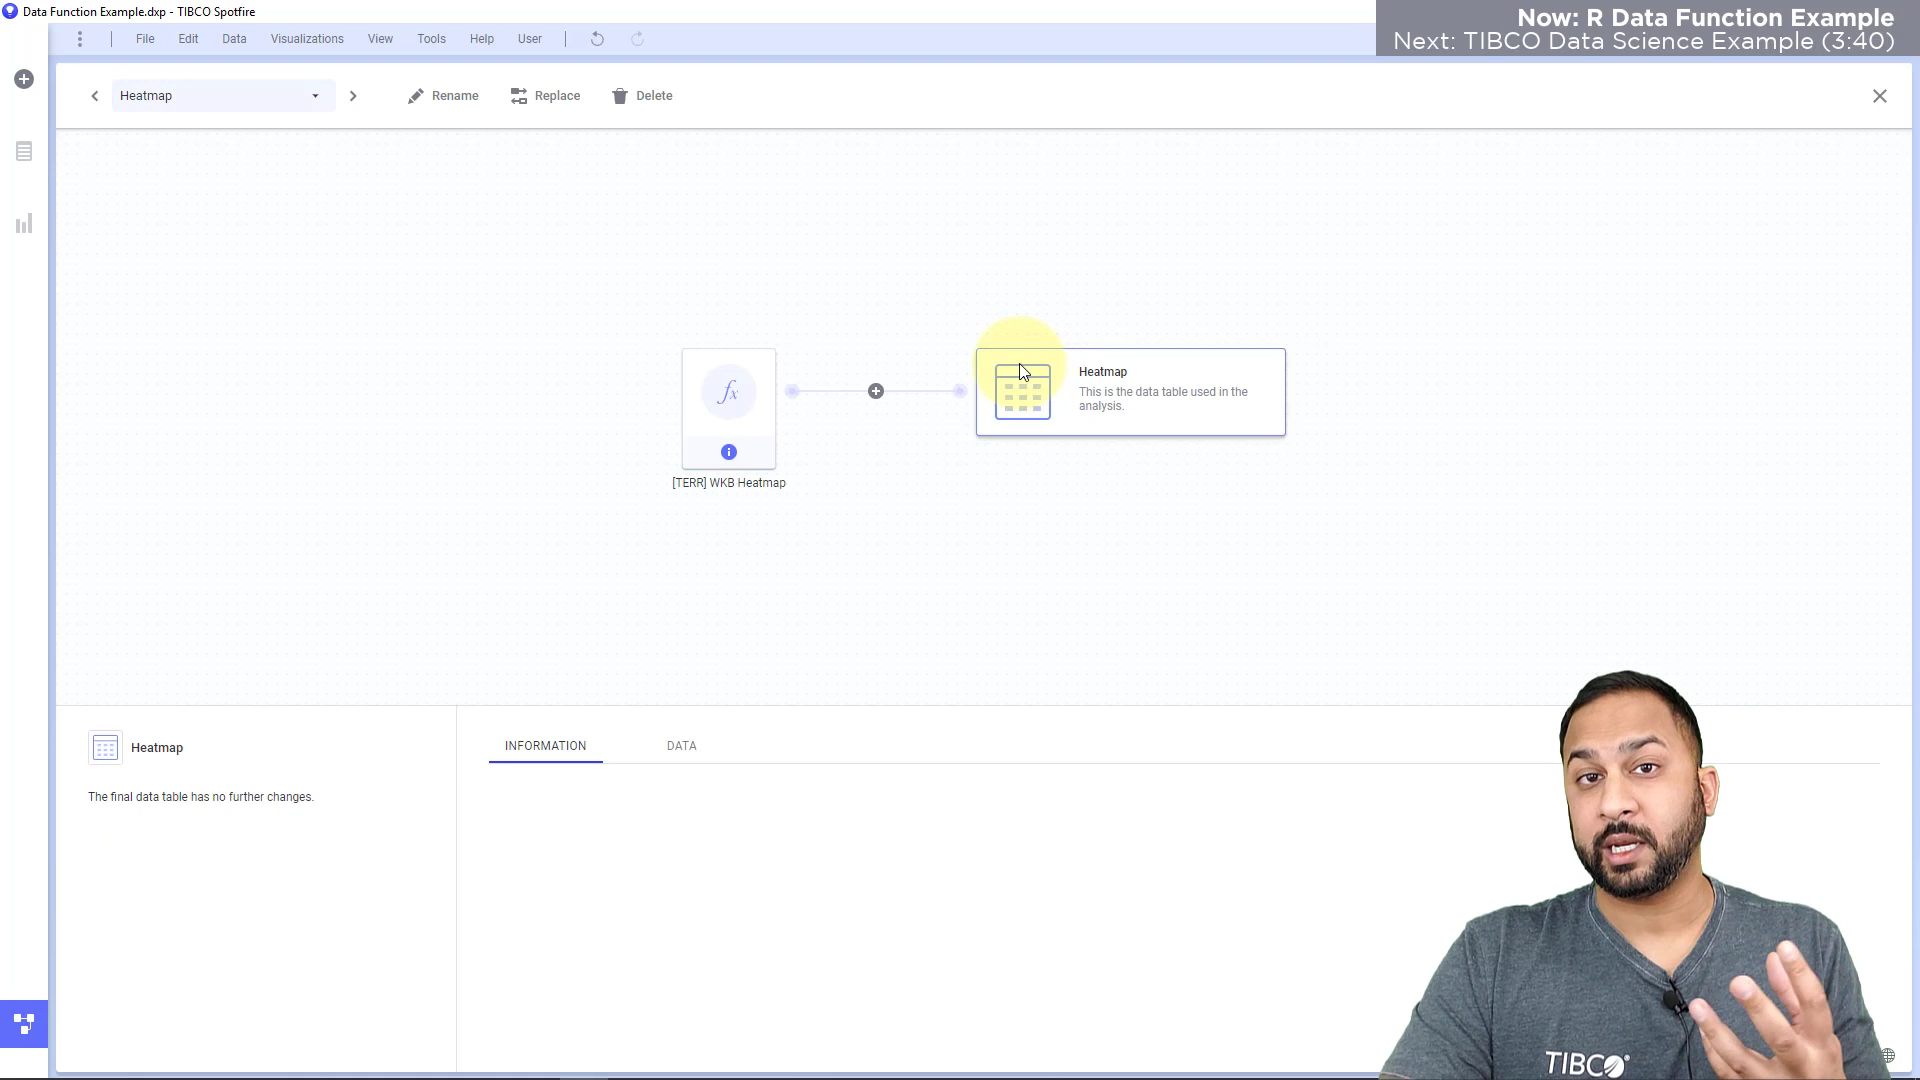 Data Function Example.dxp - TIBCO Spotfire
Now: R Data Function Example
Next: TIBCO Data Science Example (3:40)
File Edit Data Visualizations View Tools Help User
Heatmap
Rename
Replace
Delete
fx
i
[TERR] WKB Heatmap
Heatmap
This is the data table used in the
analysis.
Heatmap
The final data table has no further changes.
INFORMATION
DATA
TIBCO®